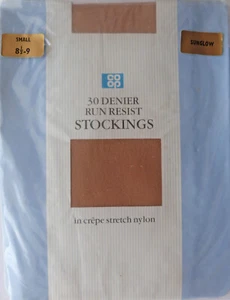 SMALL
8½-9
SUNGLOW
CO
OP
30 DENIER
RUN RESIST
STOCKINGS
in crêpe stretch nylon